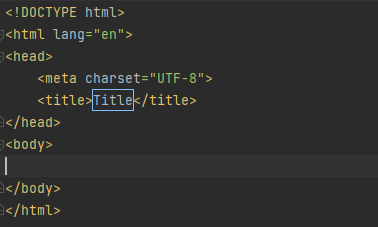 <!DOCTYPE html>
<html lang="en">
<head>
    <meta charset="UTF-8">
    <title>Title</title>
</head>
<body>

</body>
</html>